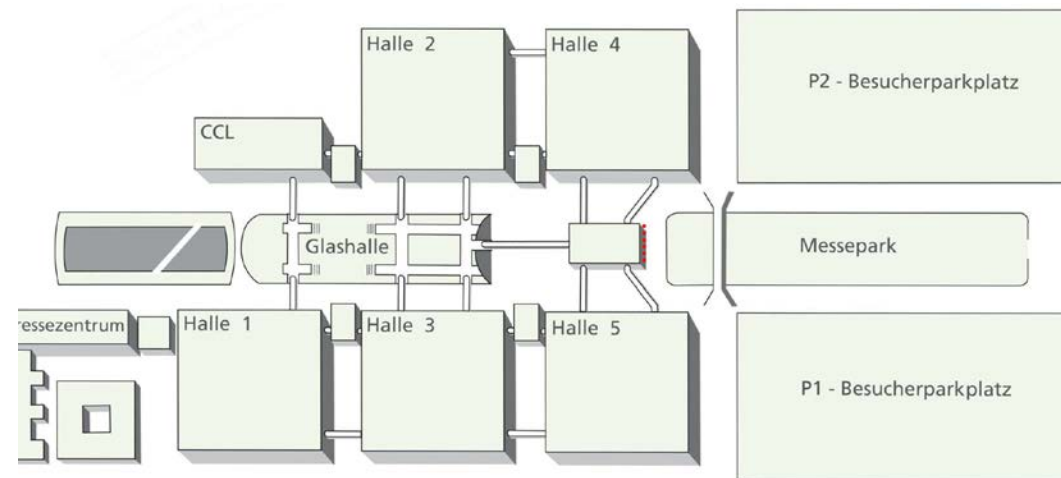 Halle 2
Halle 4
P2 - Besucherparkplatz
CCL
Glashalle
Messepark
ressezentrum
Halle 1
Halle 3
Halle 5
P1 - Besucherparkplatz